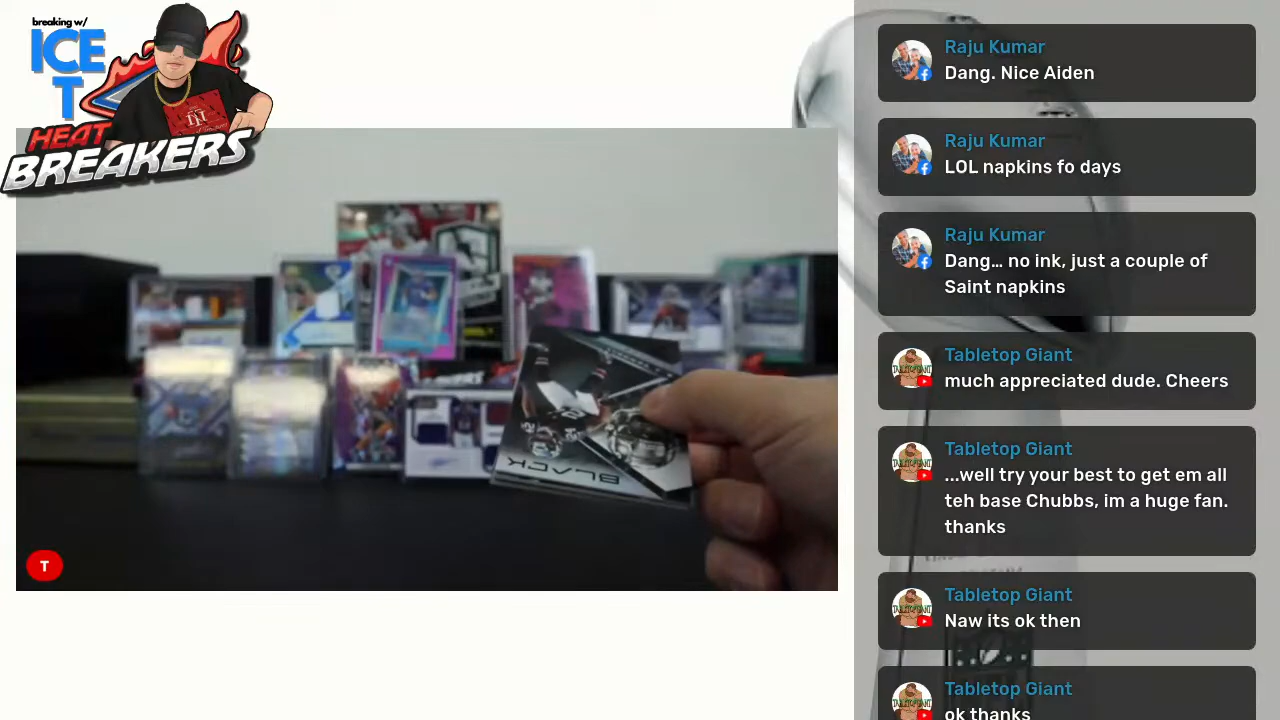 breaking w/
ICE
T
HEAT
BREAKERS
Raju Kumar
Dang. Nice Aiden
Raju Kumar
LOL napkins fo days
Raju Kumar
Dang... no ink, just a couple of
Saint napkins
Tabletop Giant
much appreciated dude. Cheers
Tabletop Giant
...well try your best to get em all
teh base Chubbs, im a huge fan.
thanks
Tabletop Giant
Naw its ok then
Tabletop Giant
ok thanks
BLACK
T